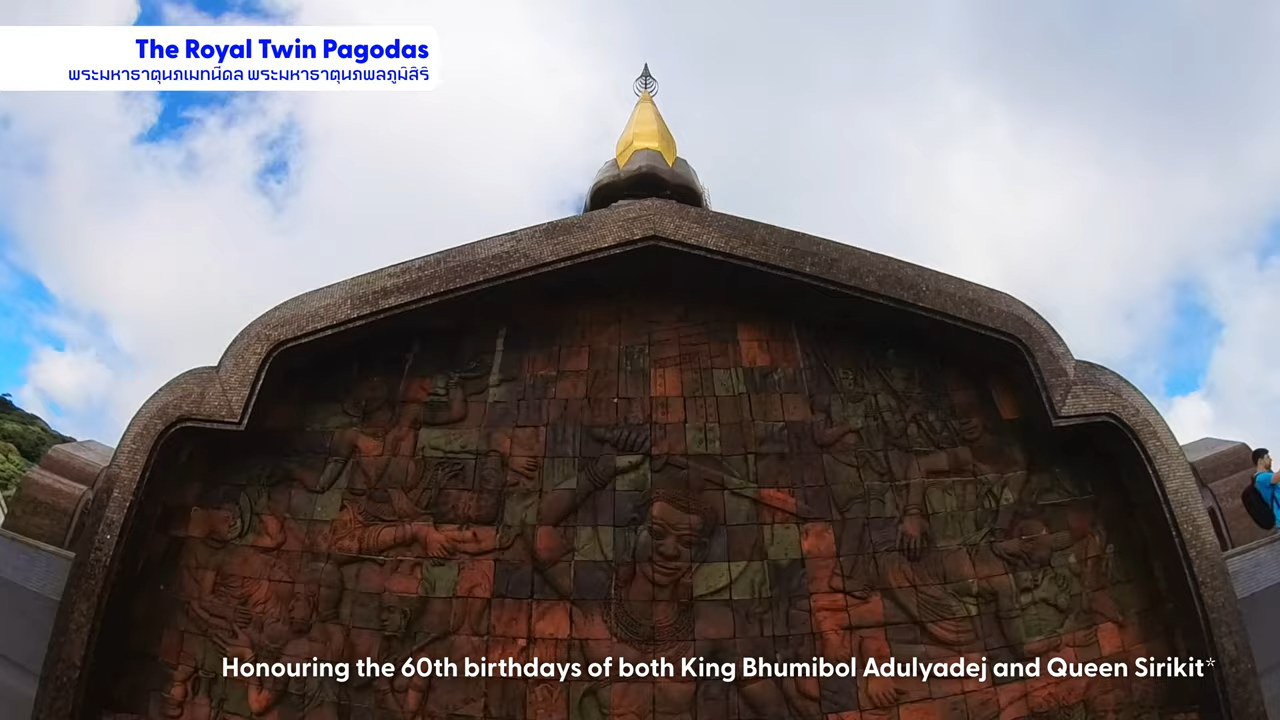 The Royal Twin Pagodas
พระมหาธาตุนภเมทนีดล พระมหาธาตุนภพลภูมิสิริ
Honouring the 60th birthdays of both King Bhumibol Adulyadej and Queen Sirikit*